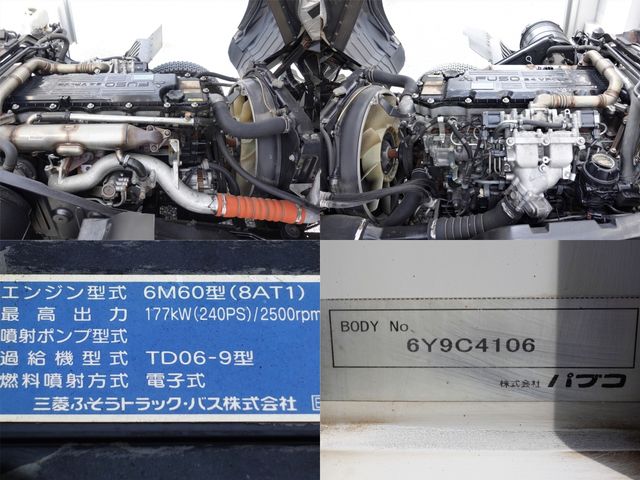 FUSO
FUSO
エンジン型式 6M60型(8AT1)
最高出力 177kW(240PS)/2500rpm
噴射ポンプ型式
過給機型式 TD06-9型
燃料噴射方式 電子式
三菱ふそうトラック・バス株式会社
BODY No.
6Y9C4106
株式会社 パブコ